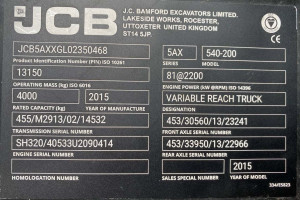 JCB
J.C. BAMFORD EXCAVATORS LIMITED.
LAKESIDE WORKS, ROCESTER,
UTTOXETER UNITED KINGDOM
ST14 5JP.
JCB5AXXGL02350468
Product Identification Number (PIN) ISO 10261
5AX 540-200
SERIES MODEL
13150
OPERATING MASS (kg) ISO 6016
81@2200
ENGINE POWER (kW @RPM) ISO 14396
4000 2015
RATED CAPACITY (kg) YEAR OF MANUFACTURE
VARIABLE REACH TRUCK
DESIGNATION
455/M2913/02/14532
TRANSMISSION SERIAL NUMBER
453/30560/13/23241
FRONT AXLE SERIAL NUMBER
SH320/40533U2090414
ENGINE SERIAL NUMBER
453/33950/13/22966
REAR AXLE SERIAL NUMBER
2015
HOMOLOGATION NUMBER
SALES SPECIAL NUMBER YEAR OF MODEL